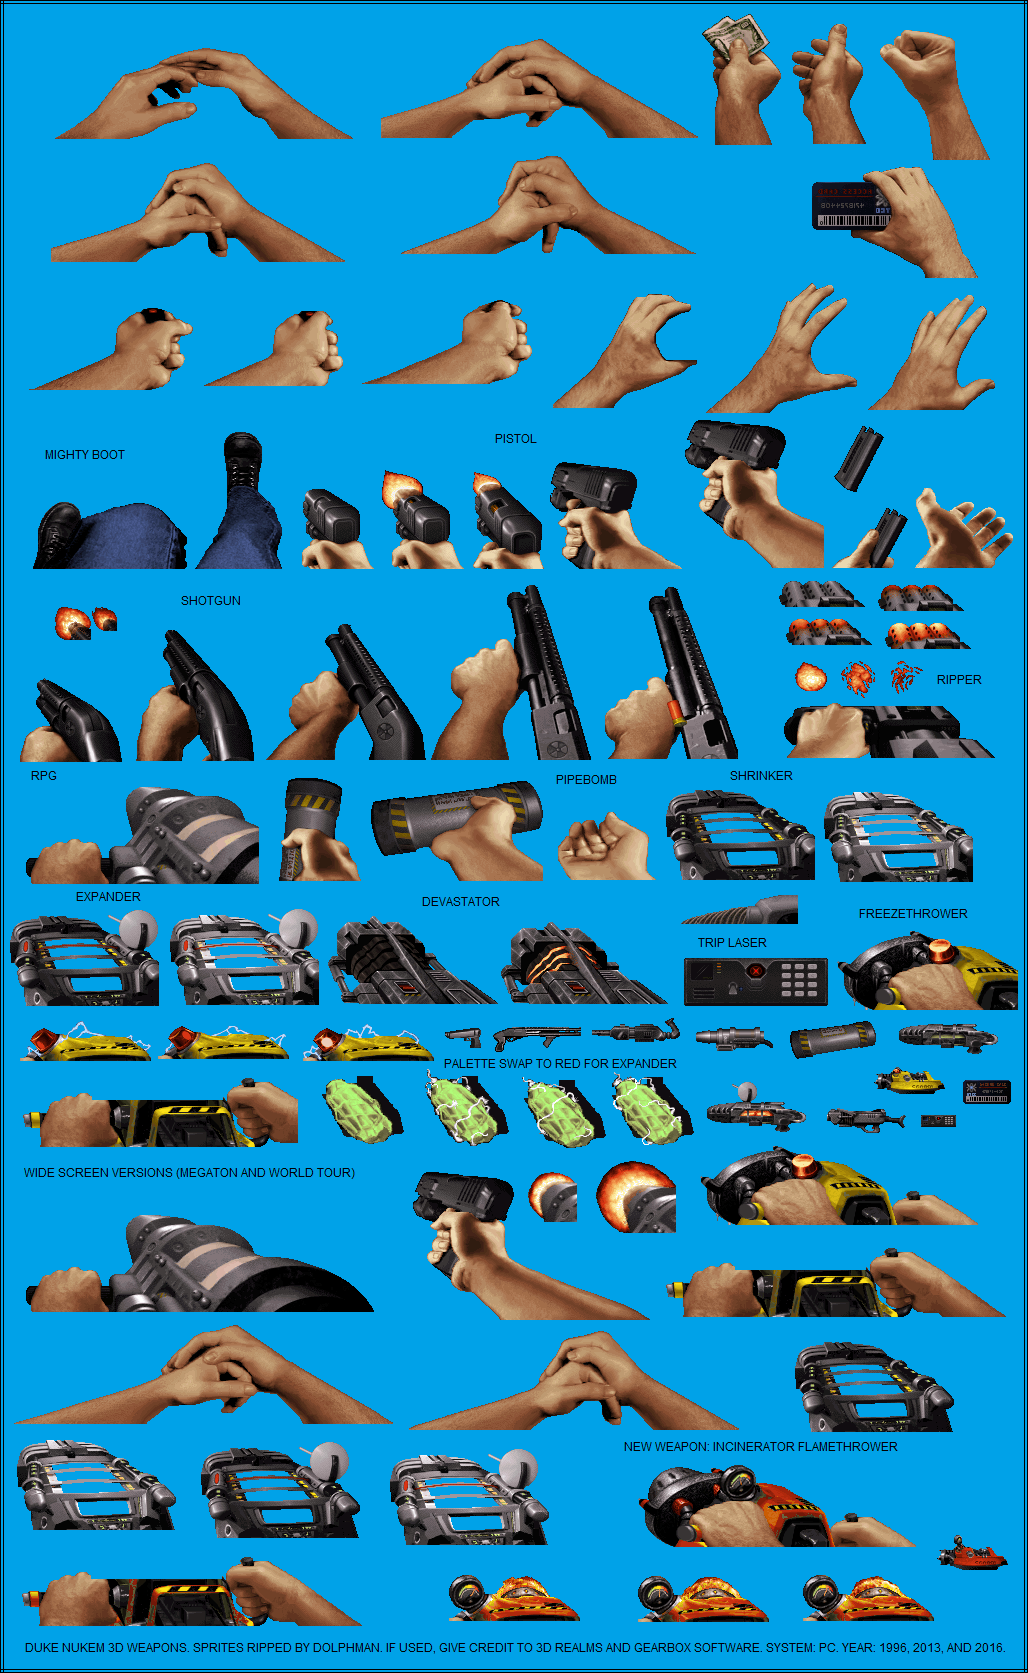 MIGHTY BOOT
PISTOL
SHOTGUN
RIPPER
RPG
PIPEBOMB
SHRINKER
EXPANDER
DEVASTATOR
FREEZETHROWER
TRIP LASER
PALETTE SWAP TO RED FOR EXPANDER
WIDE SCREEN VERSIONS (MEGATON AND WORLD TOUR)
NEW WEAPON: INCINERATOR FLAMETHROWER
DUKE NUKEM 3D WEAPONS. SPRITES RIPPED BY DOLPHMAN. IF USED, GIVE CREDIT TO 3D REALMS AND GEARBOX SOFTWARE. SYSTEM: PC. YEAR: 1996, 2013, AND 2016.